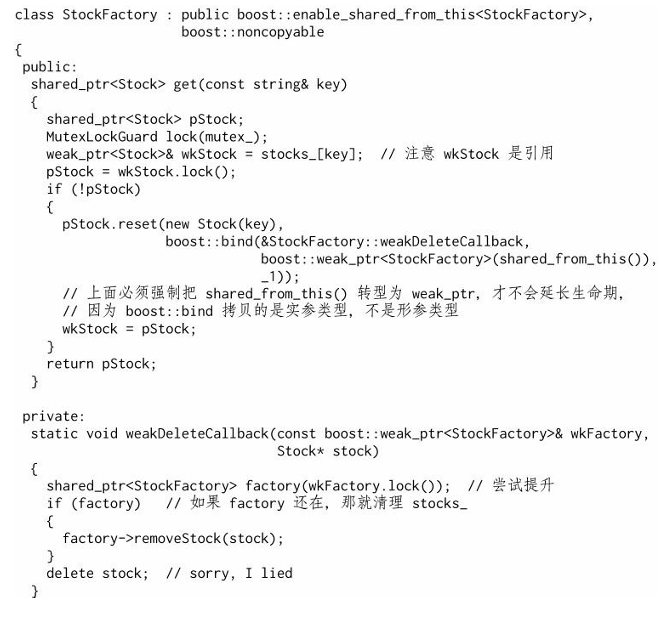 class StockFactory : public boost::enable_shared_from_this<StockFactory>,
                     boost::noncopyable
{
 public:
  shared_ptr<Stock> get(const string& key)
  {
    shared_ptr<Stock> pStock;
    MutexLockGuard lock(mutex_);
    weak_ptr<Stock>& wkStock = stocks_[key];  // 注意 wkStock 是引用
    pStock = wkStock.lock();
    if (!pStock)
    {
      pStock.reset(new Stock(key),
                   boost::bind(&StockFactory::weakDeleteCallback,
                               boost::weak_ptr<StockFactory>(shared_from_this()),
                               _1));
      // 上面必须强制把 shared_from_this() 转型为 weak_ptr, 才不会延长生命期,
      // 因为 boost::bind 拷贝的是实参类型, 不是形参类型
      wkStock = pStock;
    }
    return pStock;
  }

 private:
  static void weakDeleteCallback(const boost::weak_ptr<StockFactory>& wkFactory,
                                 Stock* stock)
  {
    shared_ptr<StockFactory> factory(wkFactory.lock());  // 尝试提升
    if (factory)   // 如果 factory 还在, 那就清理 stocks_
    {
      factory->removeStock(stock);
    }
    delete stock;  // sorry, I lied
  }